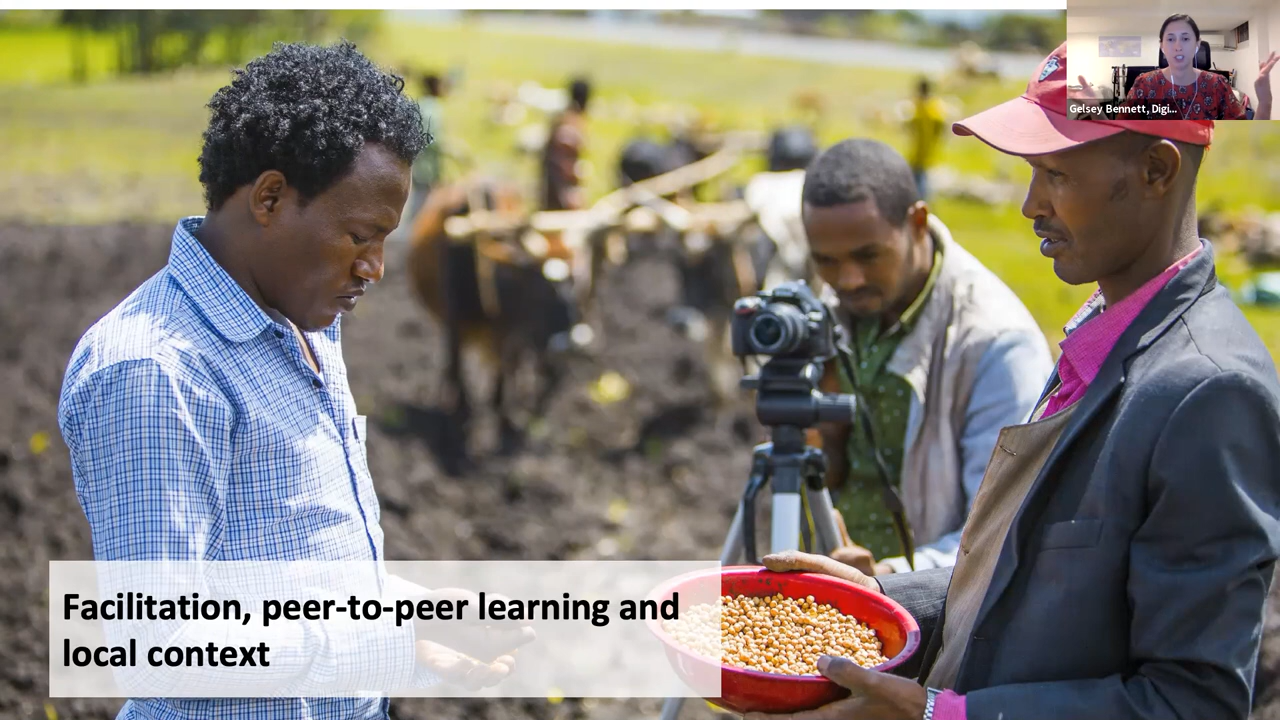 Gelsey Bennett, Digi...
Facilitation, peer-to-peer learning and
local context